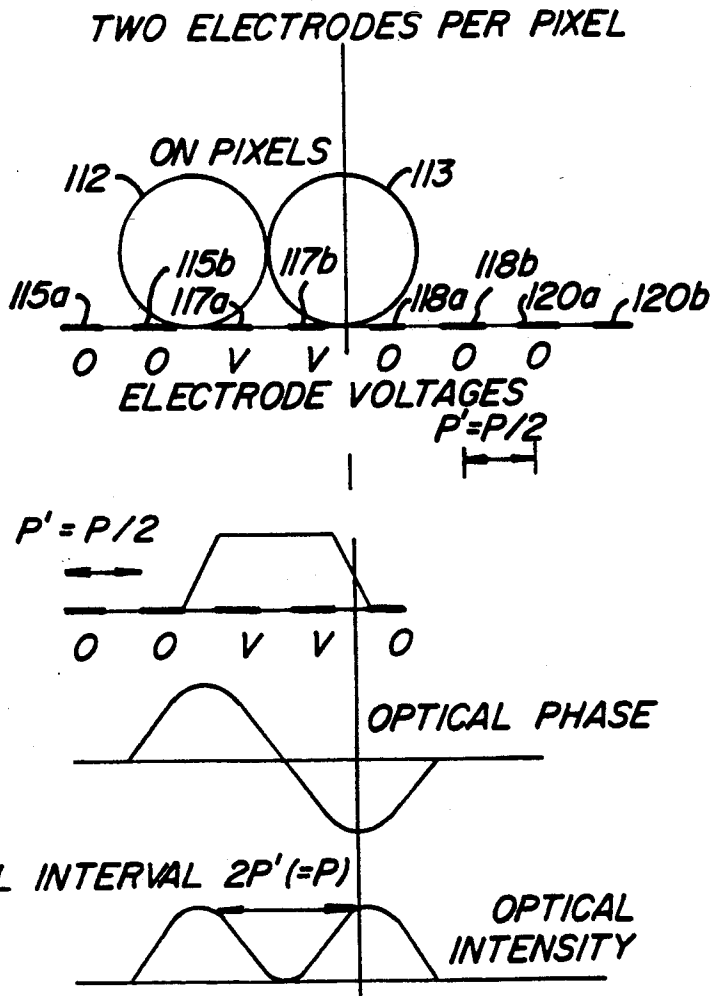 TWO ELECTRODES PER PIXEL
ON PIXELS
112
113
115a
115b
117a
117b
118a
118b
120a
120b
O O V V O O O
ELECTRODE VOLTAGES
P'=P/2
P' = P/2
O O V V O
OPTICAL PHASE
L INTERVAL 2P'(=P)
OPTICAL
INTENSITY